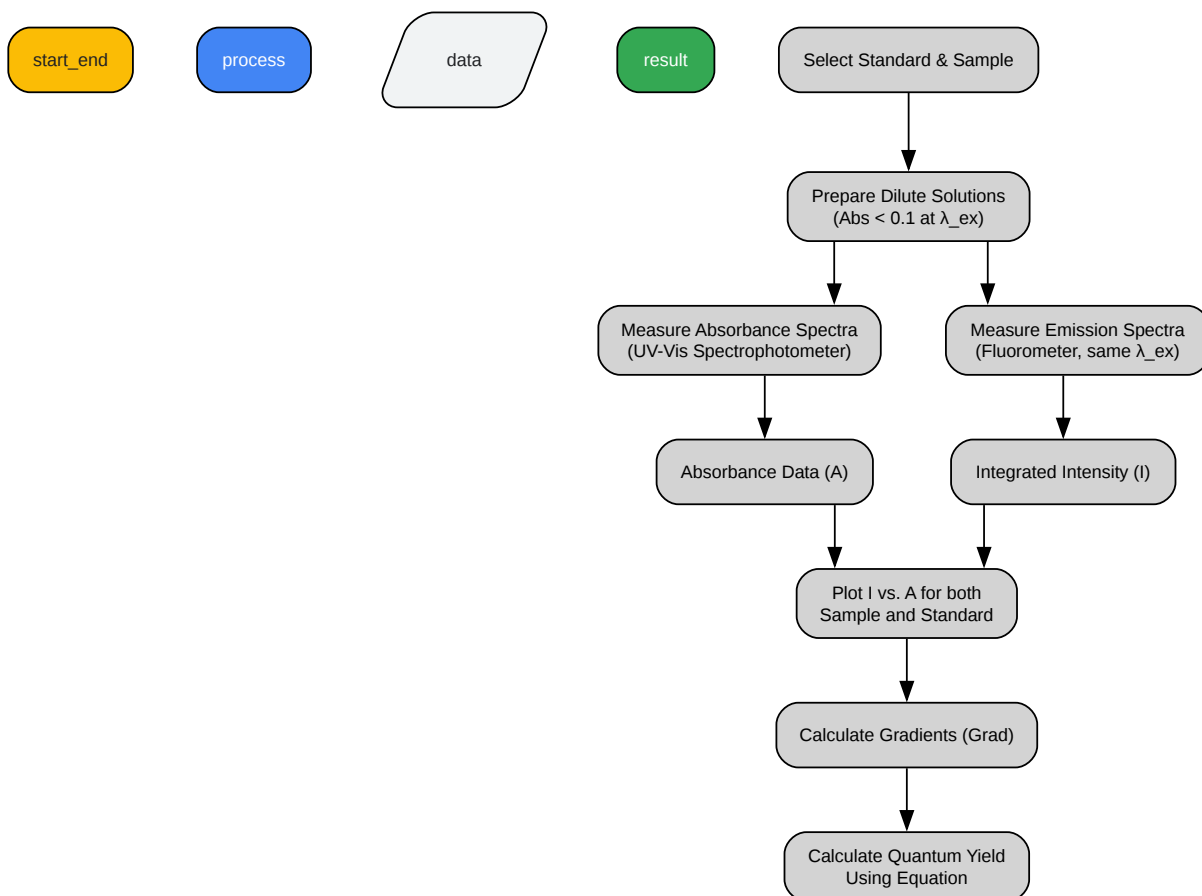 start_end
process
data
result
Select Standard & Sample
Prepare Dilute Solutions
(Abs < 0.1 at λ_ex)
Measure Absorbance Spectra
(UV-Vis Spectrophotometer)
Measure Emission Spectra
(Fluorometer, same λ_ex)
Absorbance Data (A)
Integrated Intensity (I)
Plot I vs. A for both
Sample and Standard
Calculate Gradients (Grad)
Calculate Quantum Yield
Using Equation